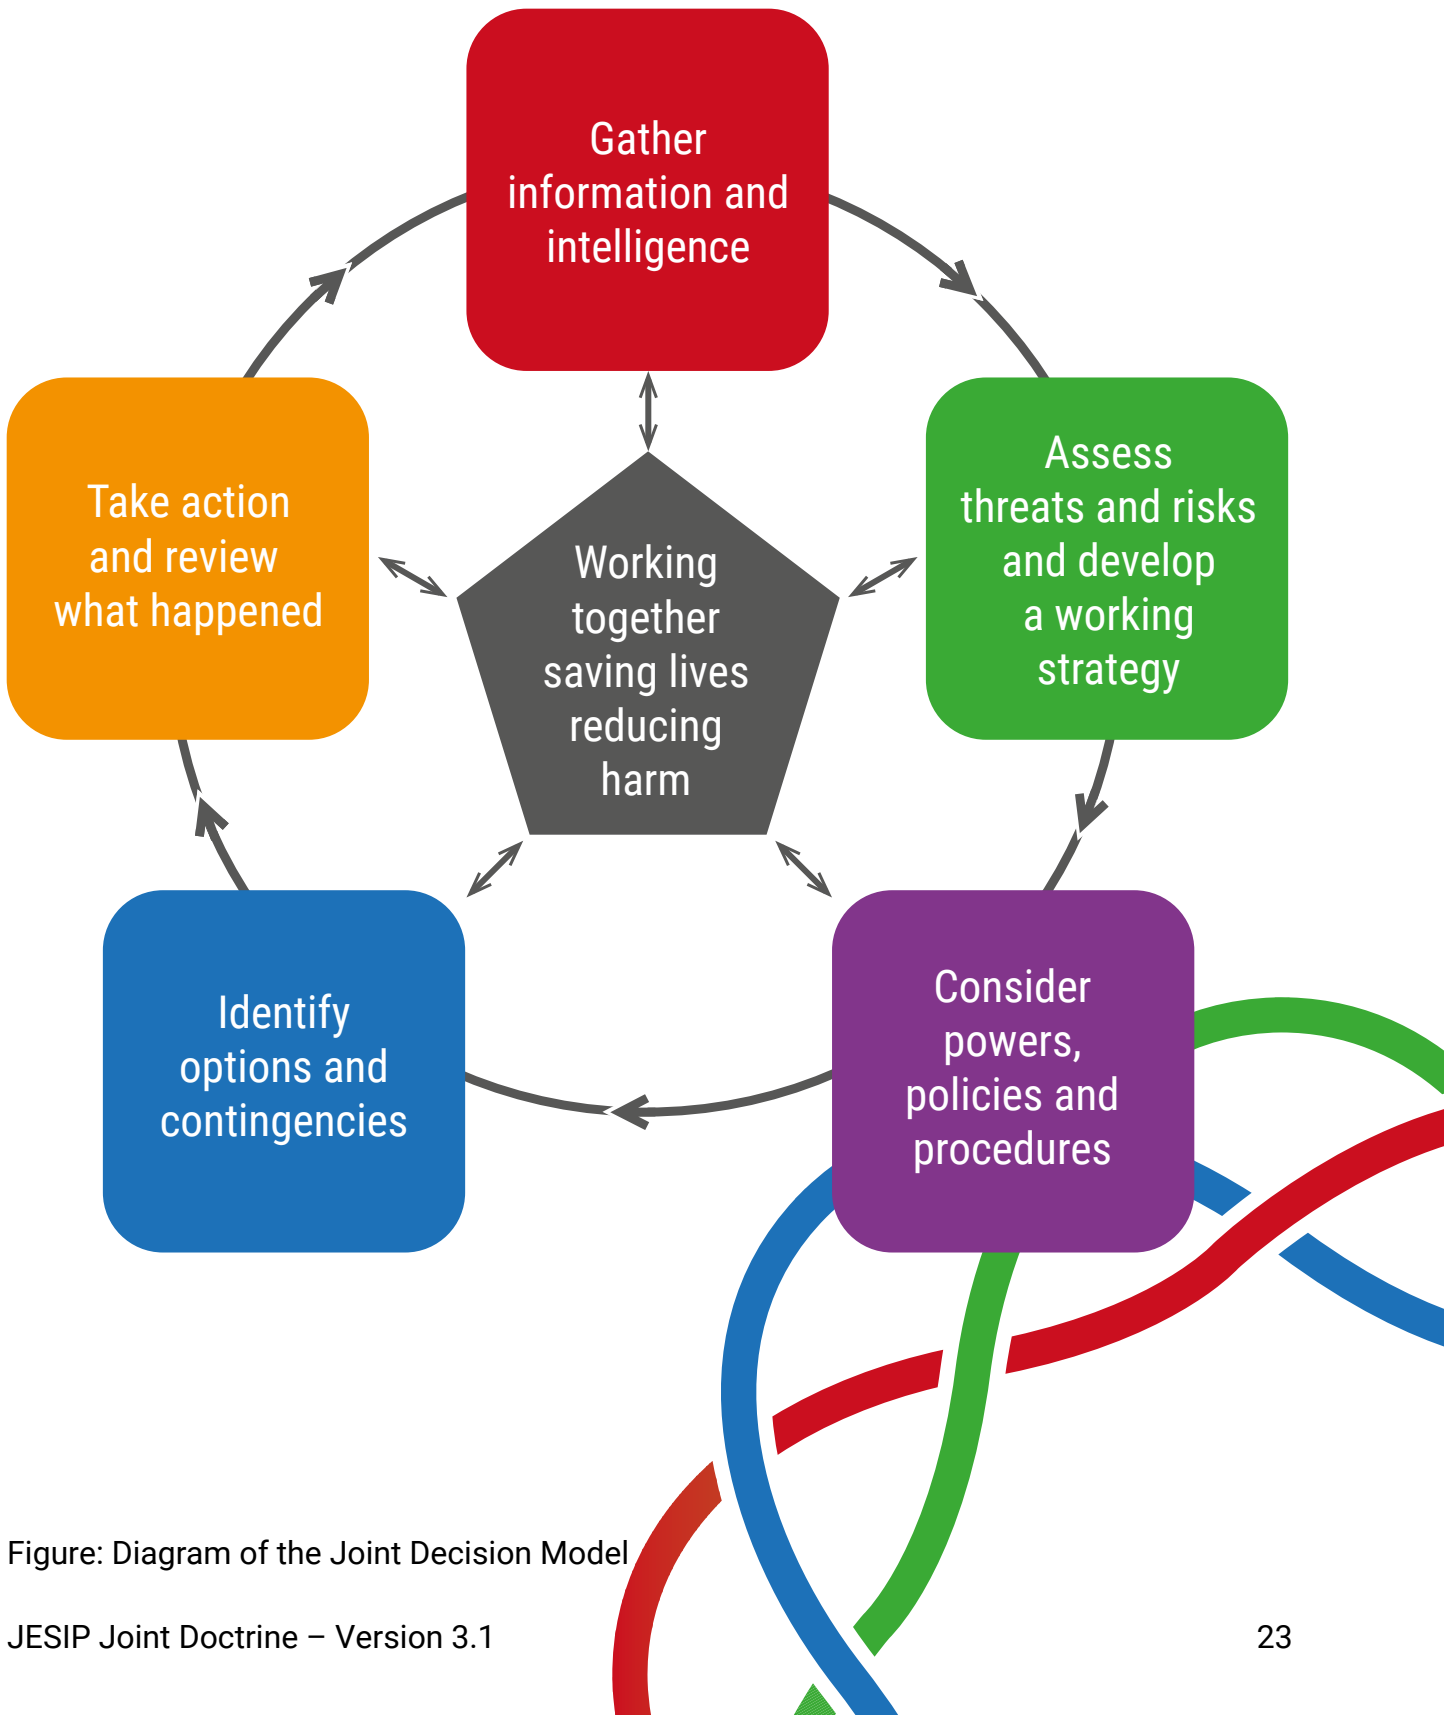 Gather
information and
intelligence
Assess
threats and risks
and develop
a working
strategy
Take action
and review
what happened
Working
together
saving lives
reducing
harm
Identify
options and
contingencies
Consider
powers,
policies and
procedures
Figure: Diagram of the Joint Decision Model
JESIP Joint Doctrine – Version 3.1
23